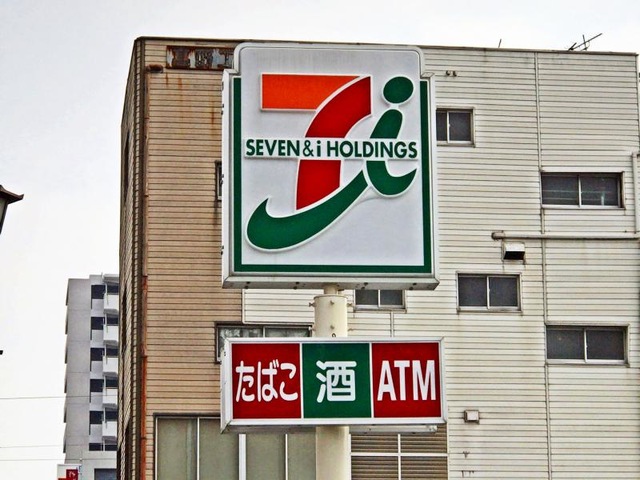 SEVEN & i HOLDINGS
たばこ 酒 ATM